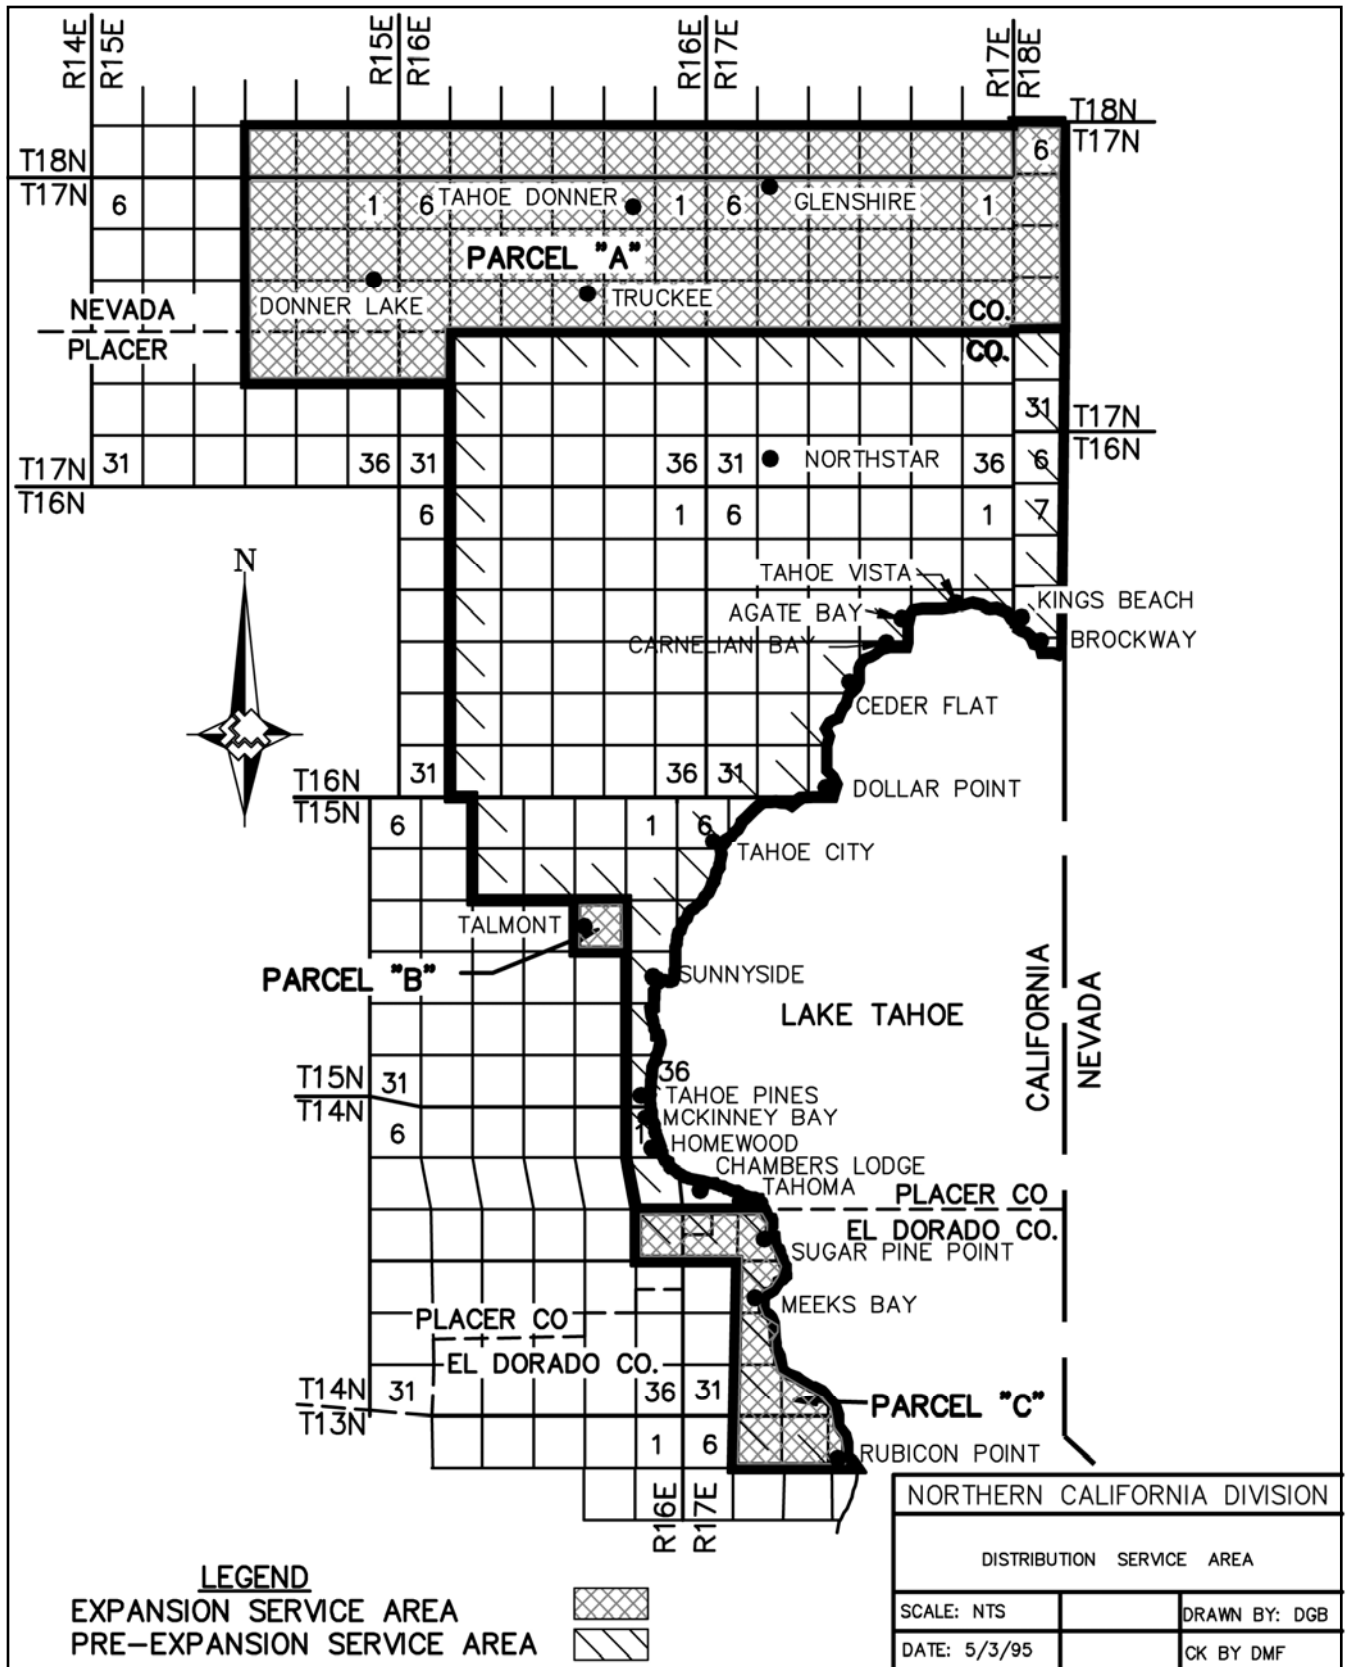 R14E
R15E
R15E
R16E
R16E
R17E
R17E
R18E
T18N
T17N
6
T18N
T17N
6
1
6
TAHOE DONNER
1
6
GLENSHIRE
1
PARCEL "A"
DONNER LAKE
TRUCKEE
NEVADA
CO.
PLACER
CO.
31
T17N
T16N
T17N
T16N
31
36
31
36
31
NORTHSTAR
36
6
6
1
6
1
7
N
TAHOE VISTA
AGATE BAY
KINGS BEACH
CARNELIAN BAY
BROCKWAY
CEDER FLAT
T16N
T15N
31
36
31
DOLLAR POINT
6
1
6
TAHOE CITY
TALMONT
PARCEL "B"
SUNNYSIDE
LAKE TAHOE
CALIFORNIA
NEVADA
T15N
T14N
31
36
TAHOE PINES
MCKINNEY BAY
6
1
HOMEWOOD
CHAMBERS LODGE
TAHOMA
PLACER CO
EL DORADO CO.
SUGAR PINE POINT
MEEKS BAY
PLACER CO
EL DORADO CO.
T14N
T13N
31
36
31
PARCEL "C"
1
6
RUBICON POINT
R16E
R17E
NORTHERN CALIFORNIA DIVISION
DISTRIBUTION SERVICE AREA
SCALE: NTS
DRAWN BY: DGB
DATE: 5/3/95
CK BY DMF
LEGEND
EXPANSION SERVICE AREA
PRE-EXPANSION SERVICE AREA